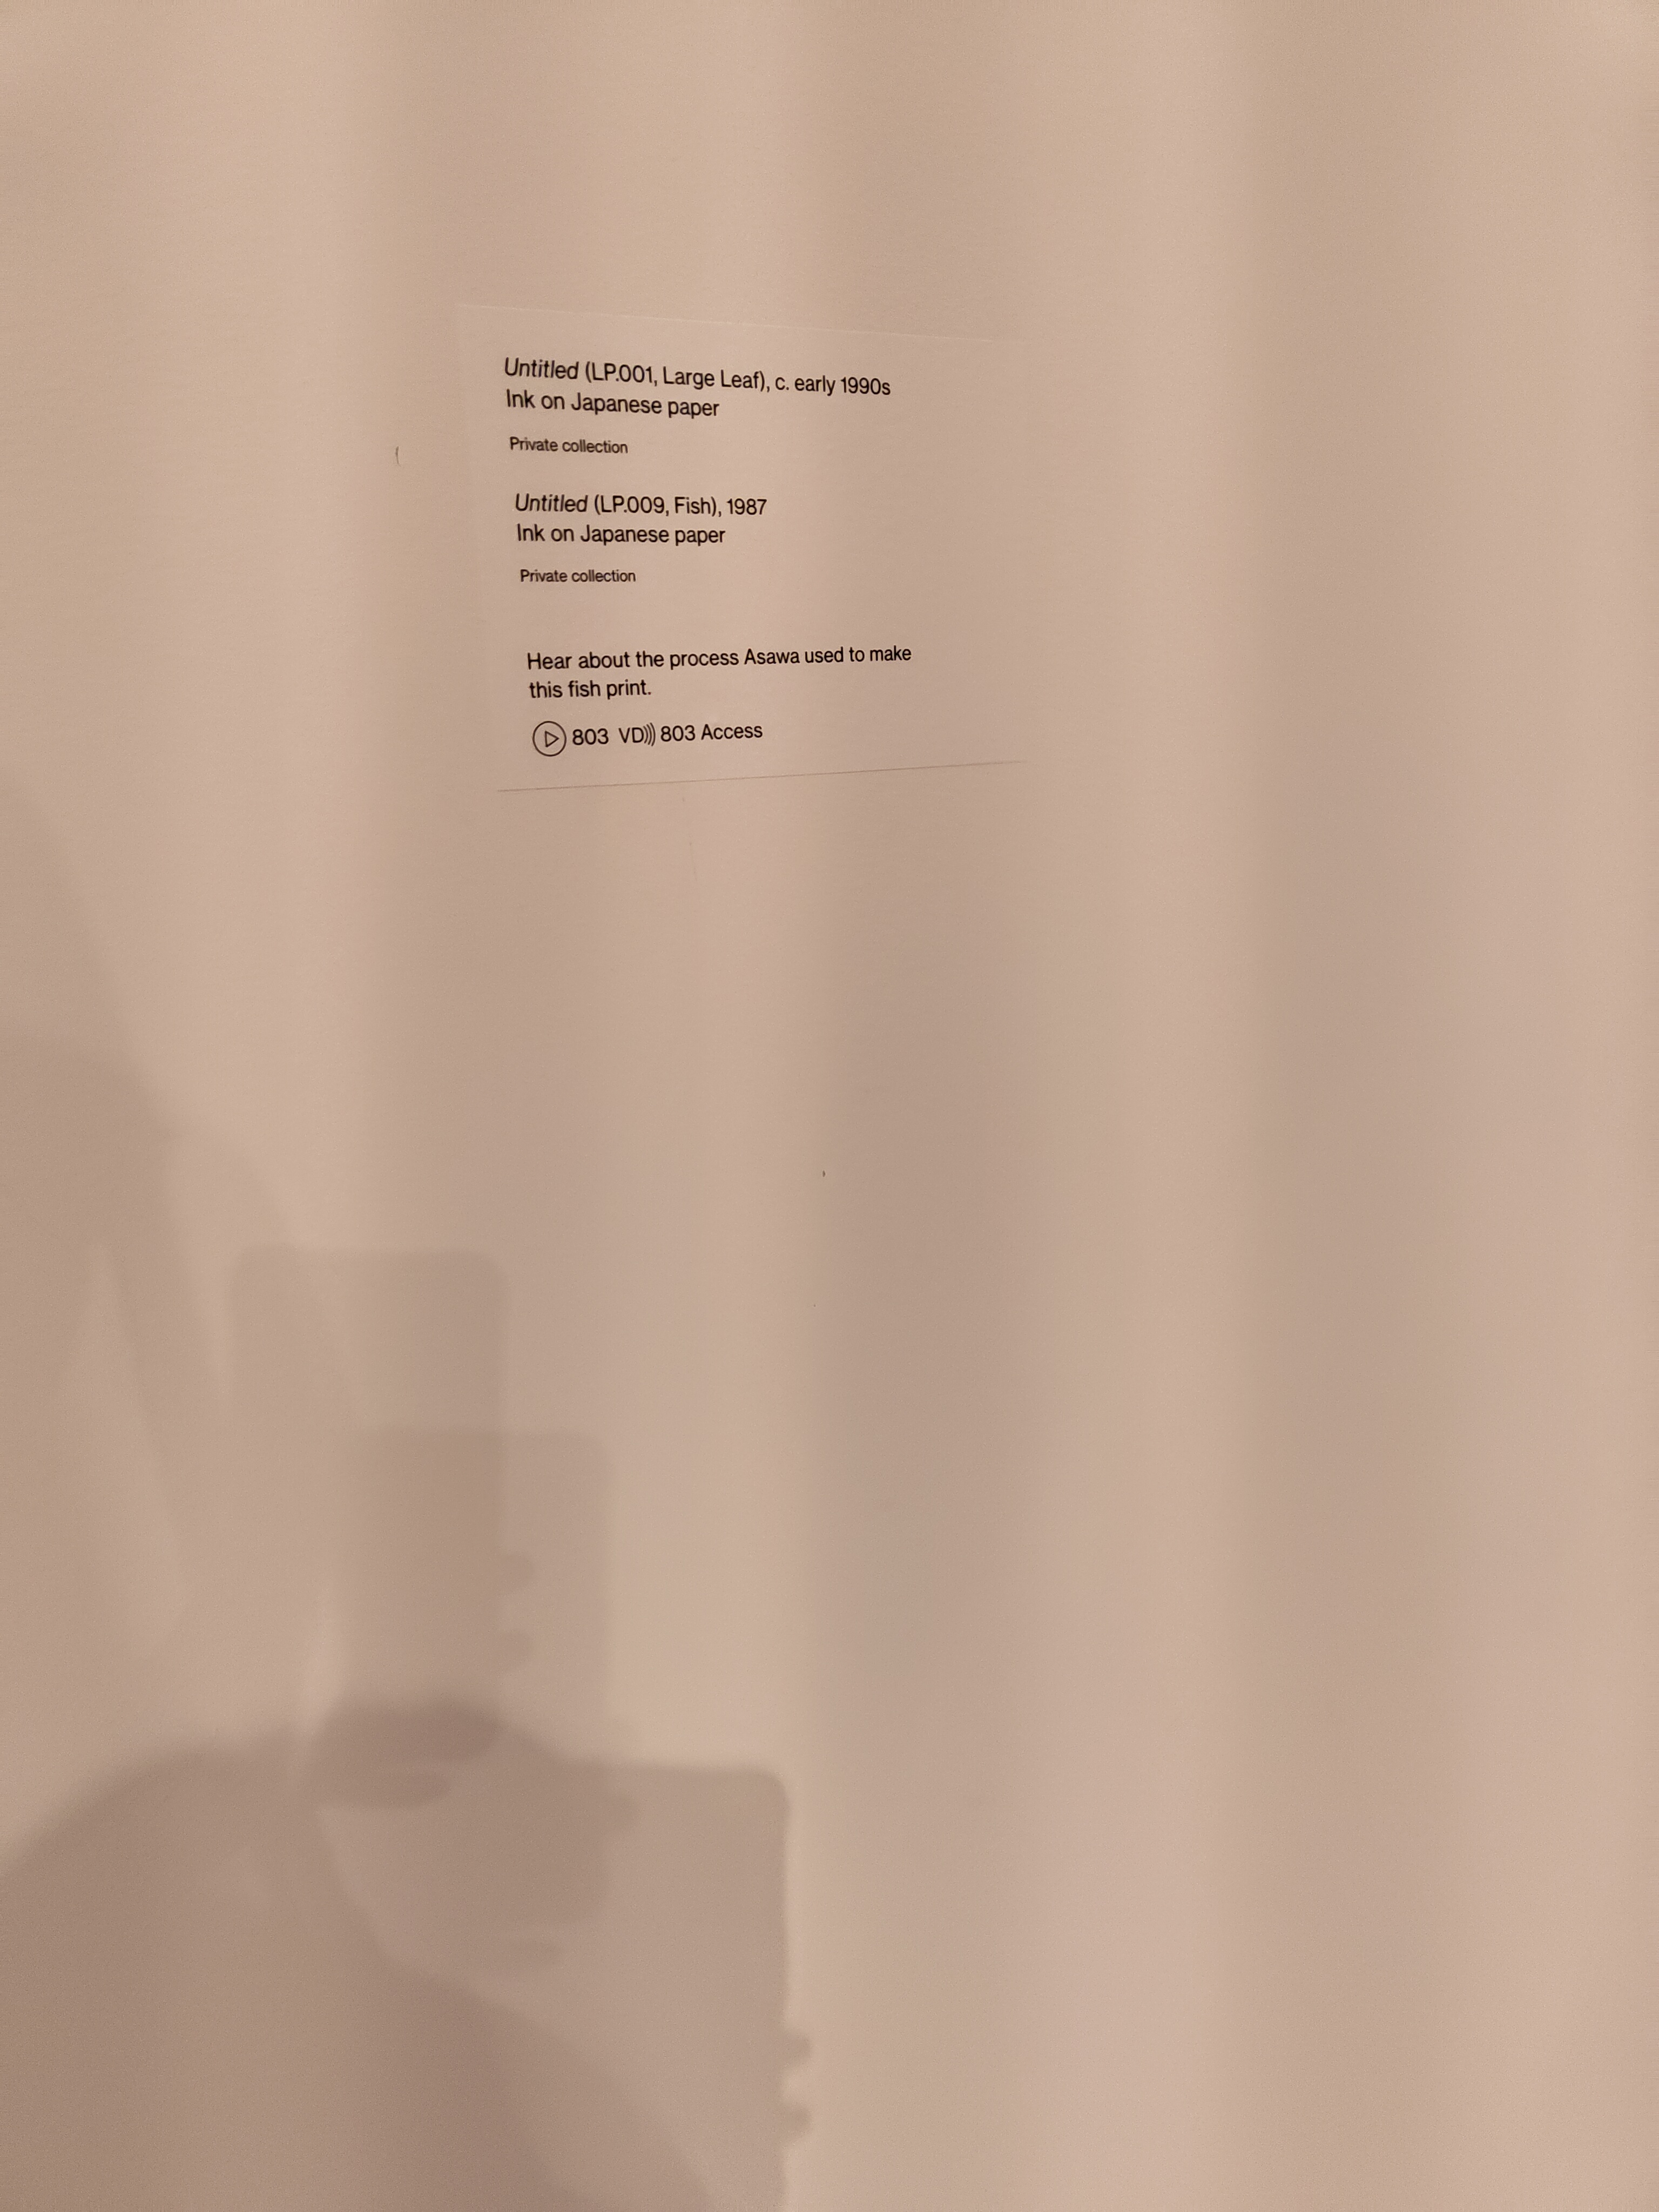 Untitled (LP.001, Large Leaf), c. early 1990s
Ink on Japanese paper
Private collection
Untitled (LP.009, Fish), 1987
Ink on Japanese paper
Private collection
Hear about the process Asawa used to make
this fish print.
803 VD))) 803 Access